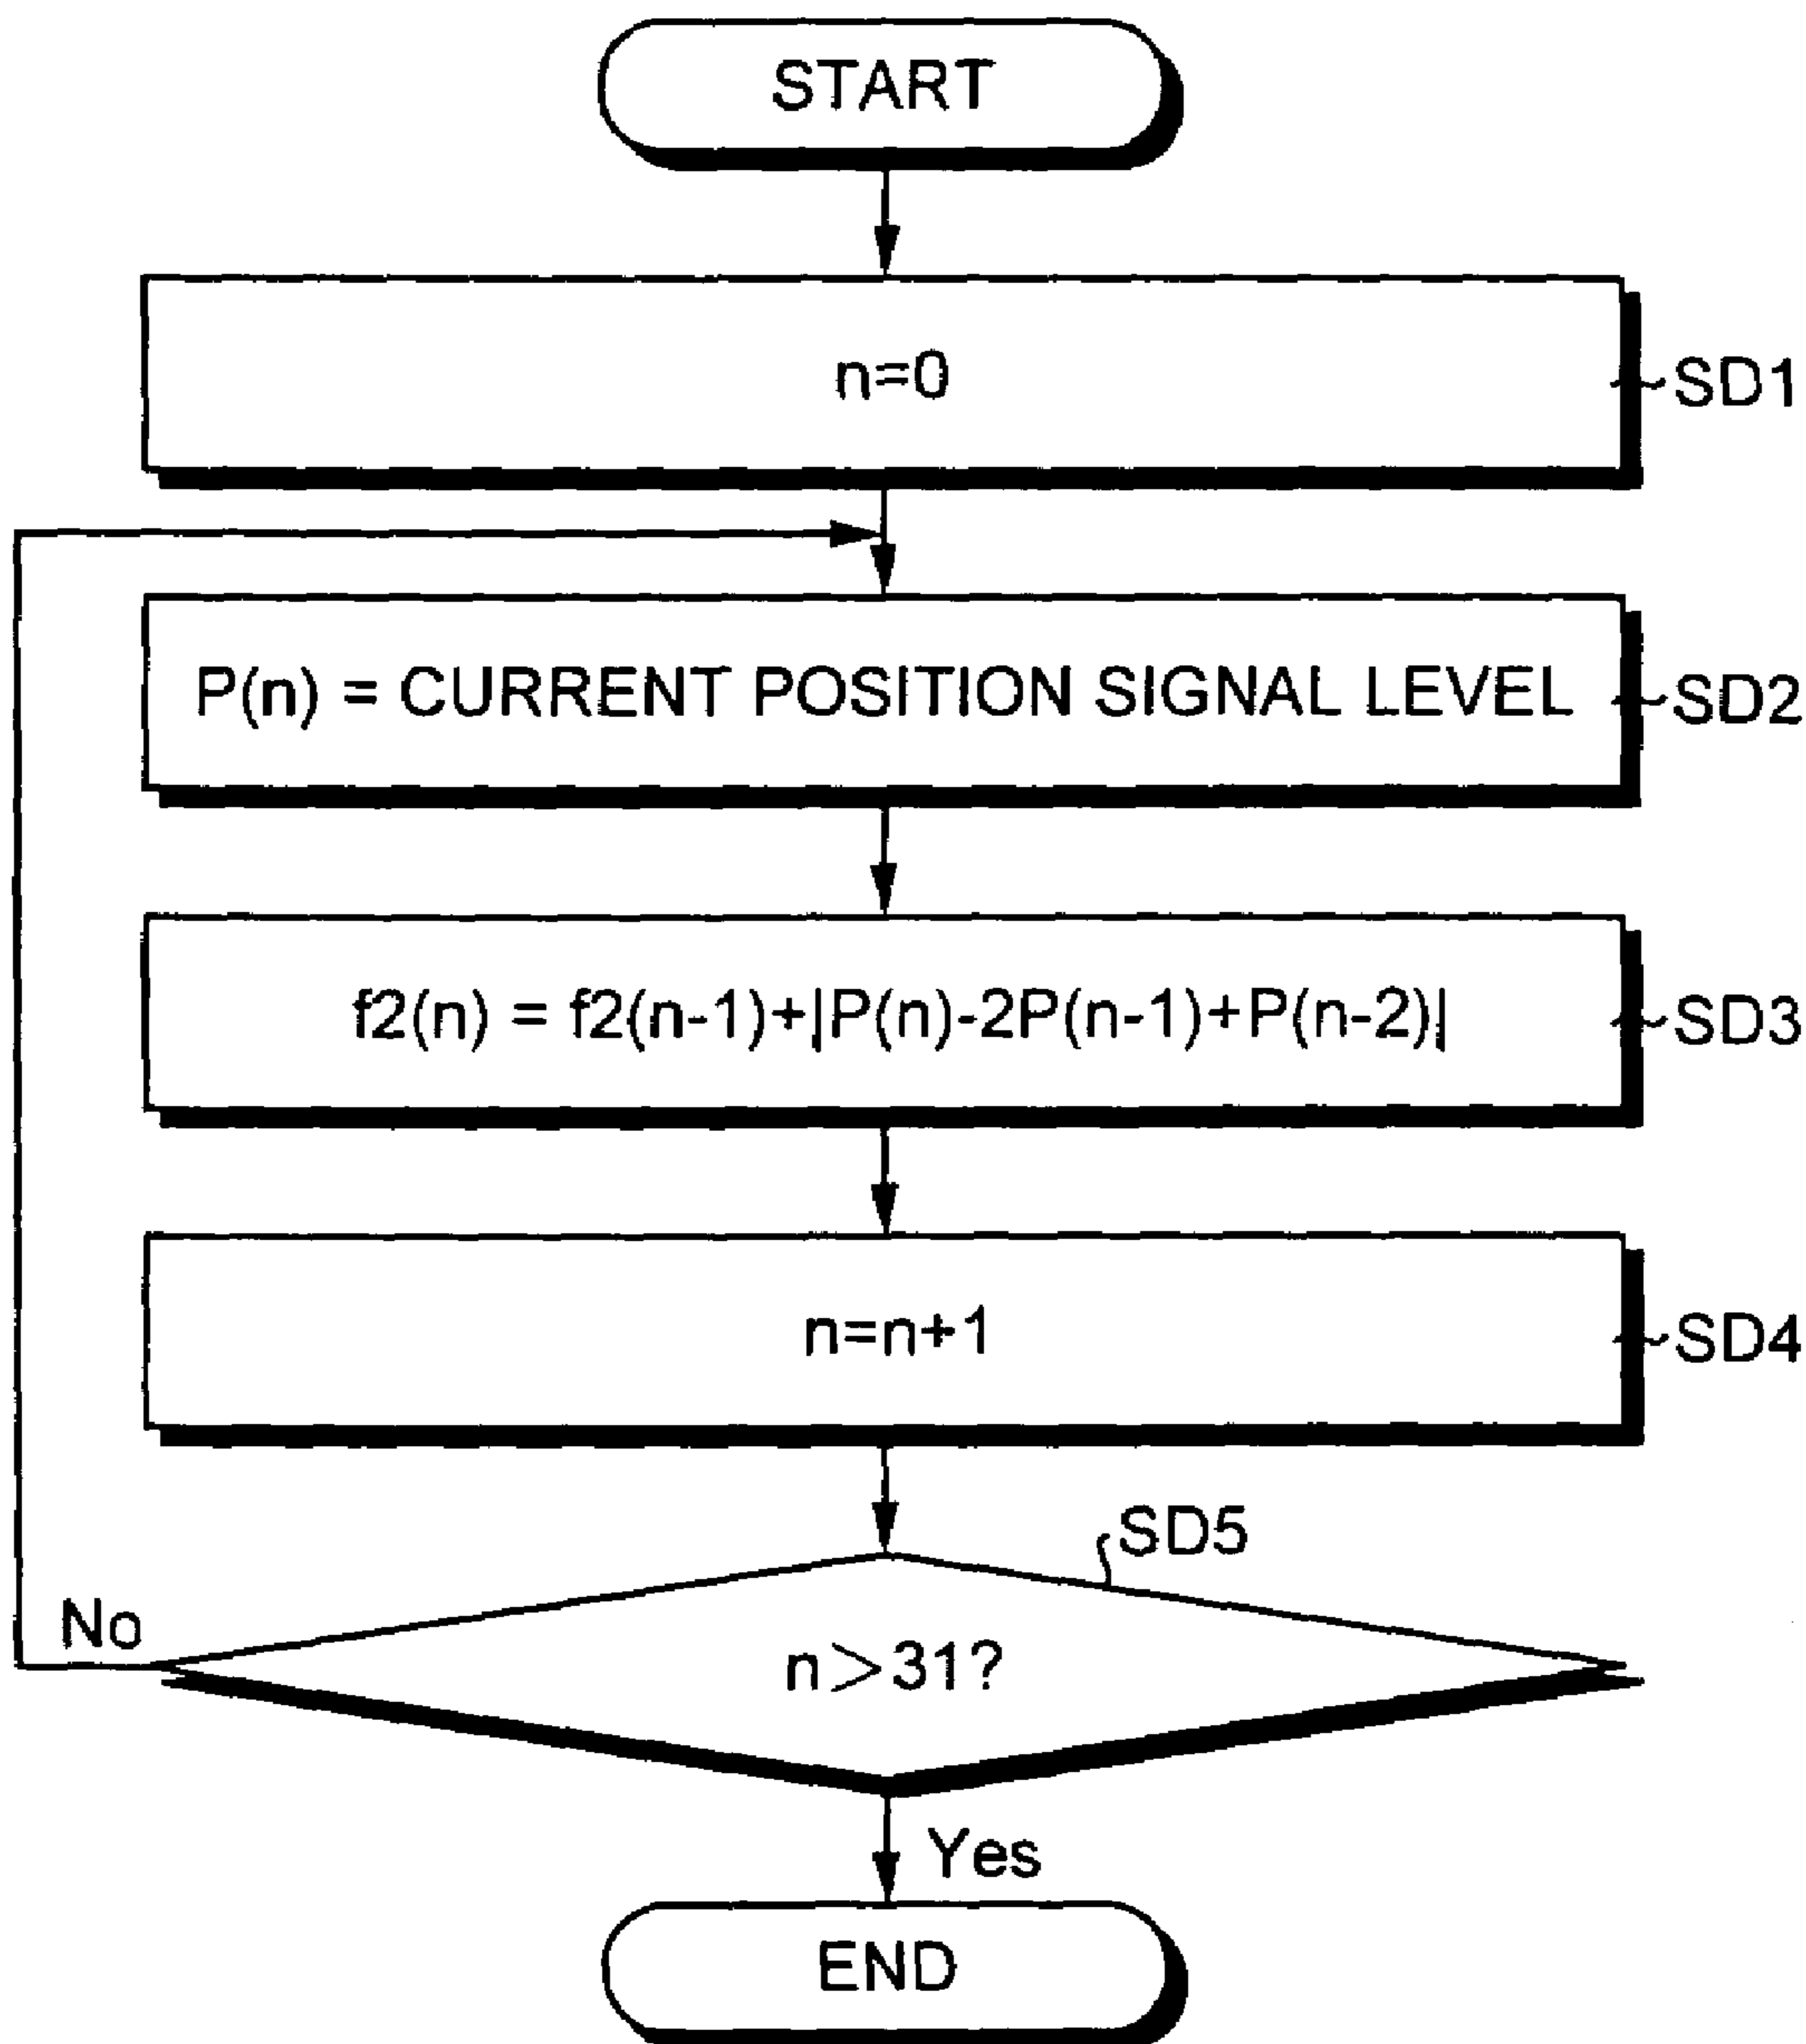 START
n=0
SD1
P(n) = CURRENT POSITION SIGNAL LEVEL
SD2
f2(n) = f2(n-1)+|P(n)-2P(n-1)+P(n-2)|
SD3
n=n+1
SD4
SD5
No
n>31?
Yes
END